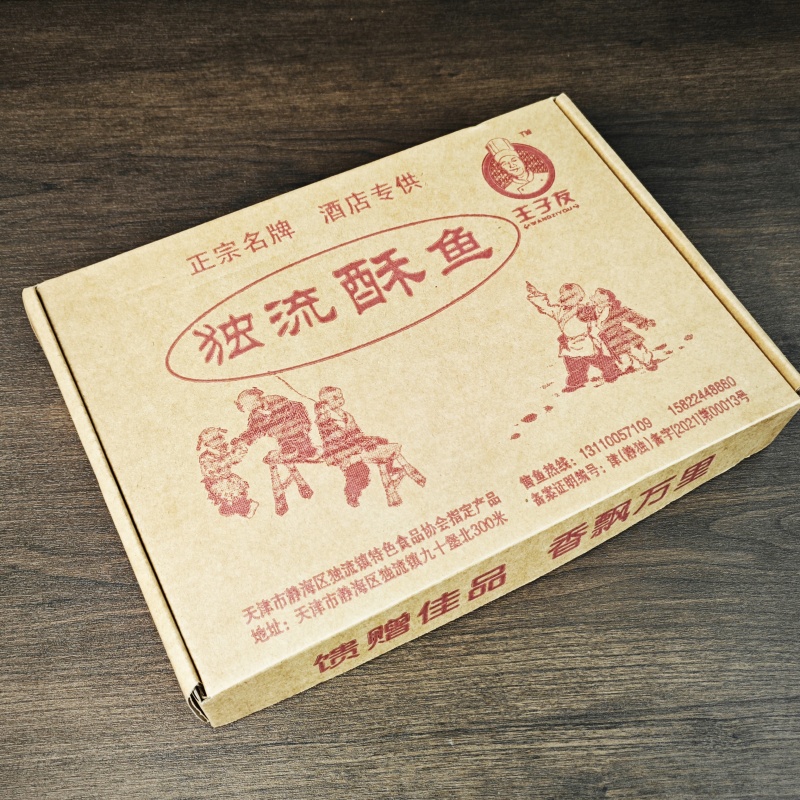 TM
王子友
WANGZIYOU
正宗名牌 酒店专供
独流酥鱼
售鱼热线：13110057109 15822448860
备案证明编号：津(静独)备字[2021]第00013号
天津市静海区独流镇特色食品协会指定产品
地址：天津市静海区独流镇九十堡北300米
馈赠佳品 香飘万里